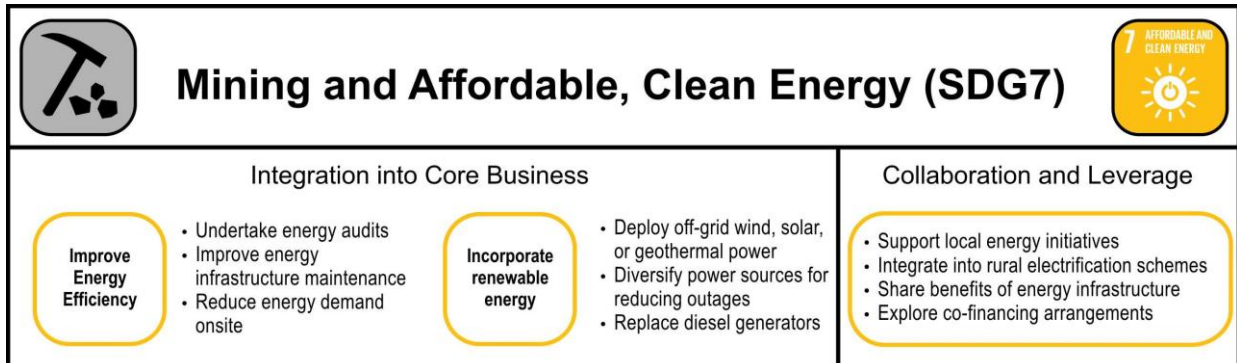 Mining and Affordable, Clean Energy (SDG7)
7 AFFORDABLE AND
CLEAN ENERGY
Integration into Core Business
Improve
Energy
Efficiency
• Undertake energy audits
• Improve energy
infrastructure maintenance
• Reduce energy demand
onsite
Incorporate
renewable
energy
• Deploy off-grid wind, solar,
or geothermal power
• Diversify power sources for
reducing outages
• Replace diesel generators
Collaboration and Leverage
• Support local energy initiatives
• Integrate into rural electrification schemes
• Share benefits of energy infrastructure
• Explore co-financing arrangements